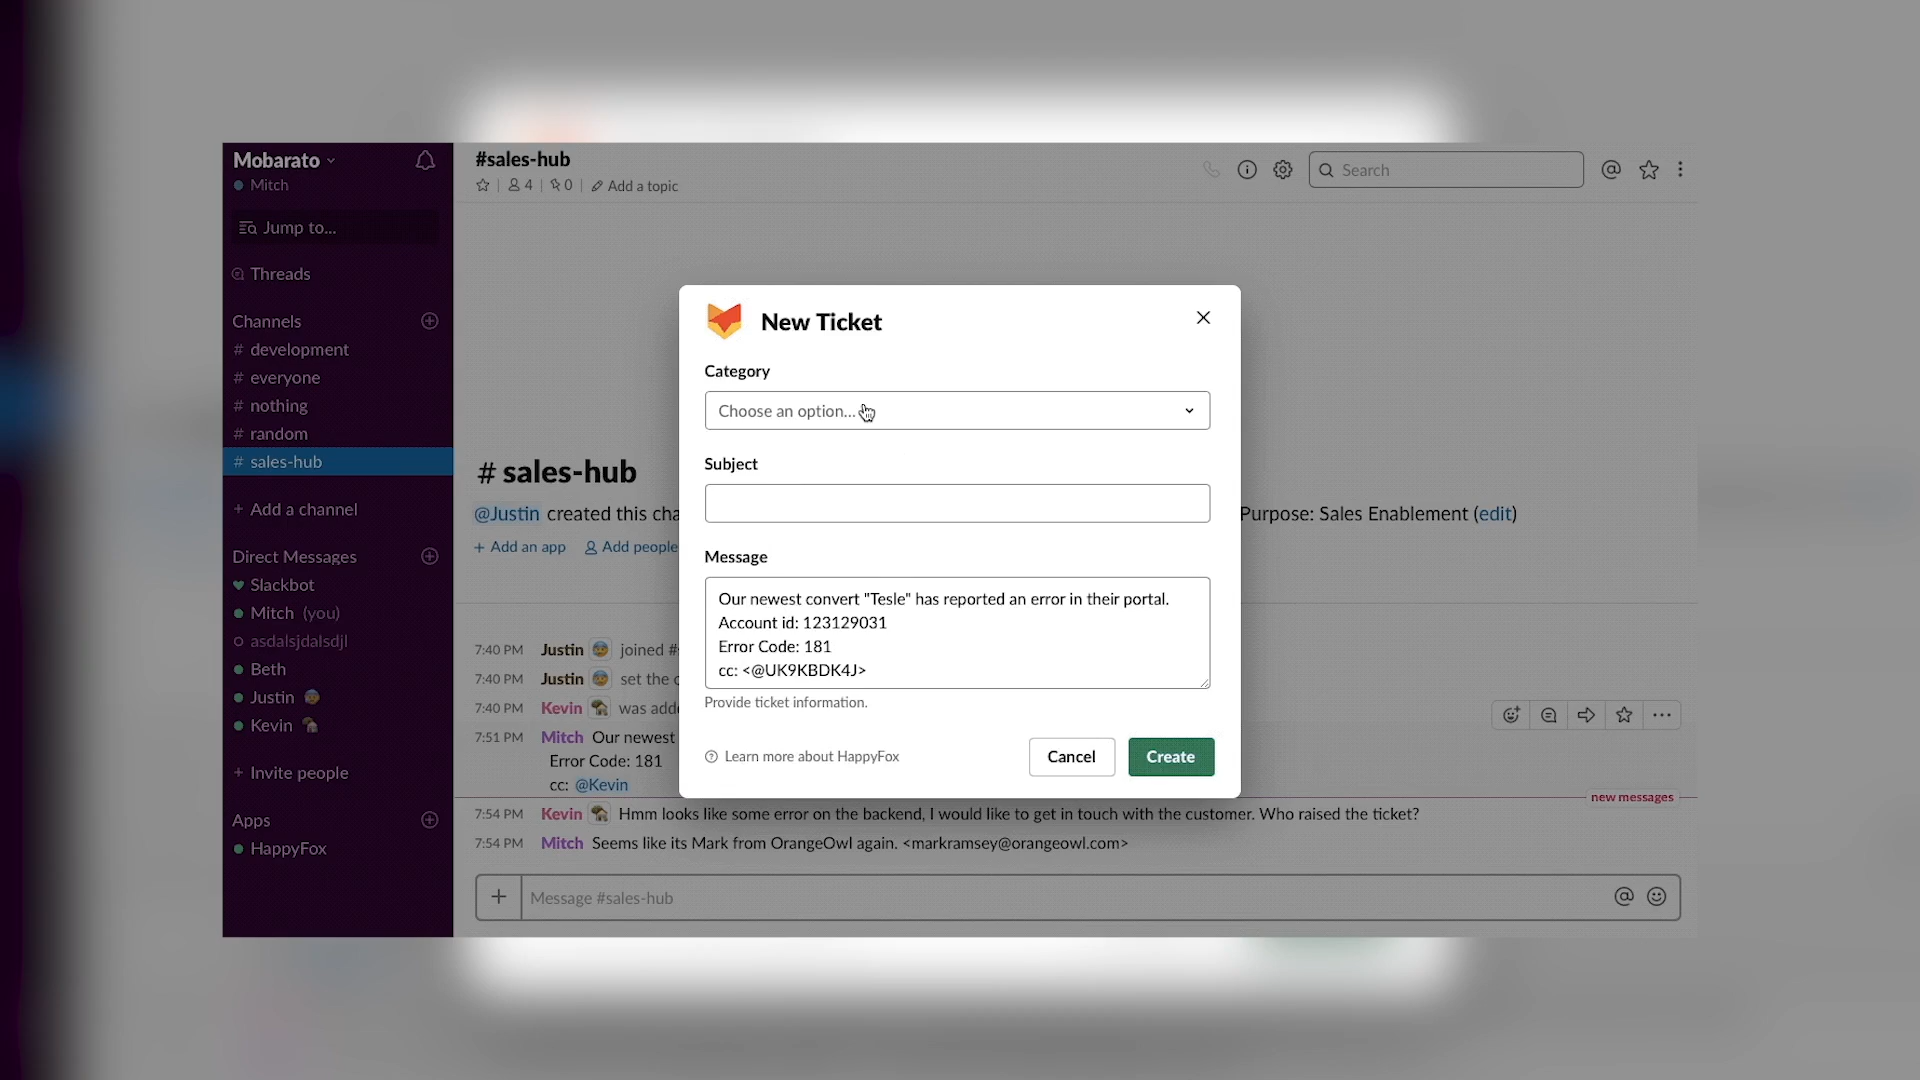 Mobarato
Mitch
Jump to...
Threads
Channels
# development
# everyone
# nothing
# random
# sales-hub
+ Add a channel
Direct Messages
Slackbot
Mitch (you)
asdalsjdalsdjl
Beth
Justin
Kevin
+ Invite people
Apps
HappyFox
#sales-hub
4 | 0 | Add a topic
Search
# sales-hub
@Justin created this cha
Purpose: Sales Enablement (edit)
+ Add an app Add people
7:40 PM Justin joined #s
7:40 PM Justin set the c
7:40 PM Kevin was adde
7:51 PM Mitch Our newest
Error Code: 181
cc: @Kevin
new messages
7:54 PM Kevin Hmm looks like some error on the backend, I would like to get in touch with the customer. Who raised the ticket?
7:54 PM Mitch Seems like its Mark from OrangeOwl again. <markramsey@orangeowl.com>
Message #sales-hub
New Ticket
Category
Choose an option...
Subject
Message
Our newest convert "Tesle" has reported an error in their portal.
Account id: 123129031
Error Code: 181
cc: <@UK9KBDK4J>
Provide ticket information.
Learn more about HappyFox
Cancel
Create